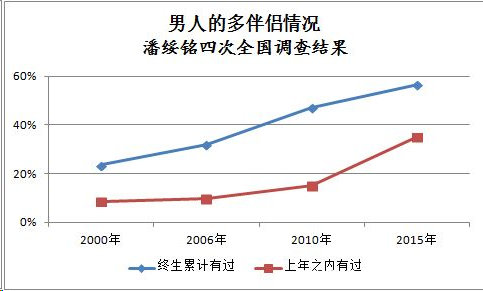 男人的多伴侣情况
潘绥铭四次全国调查结果
60%
40%
20%
0%
2000年 2006年 2010年 2015年
终生累计有过 上年之内有过